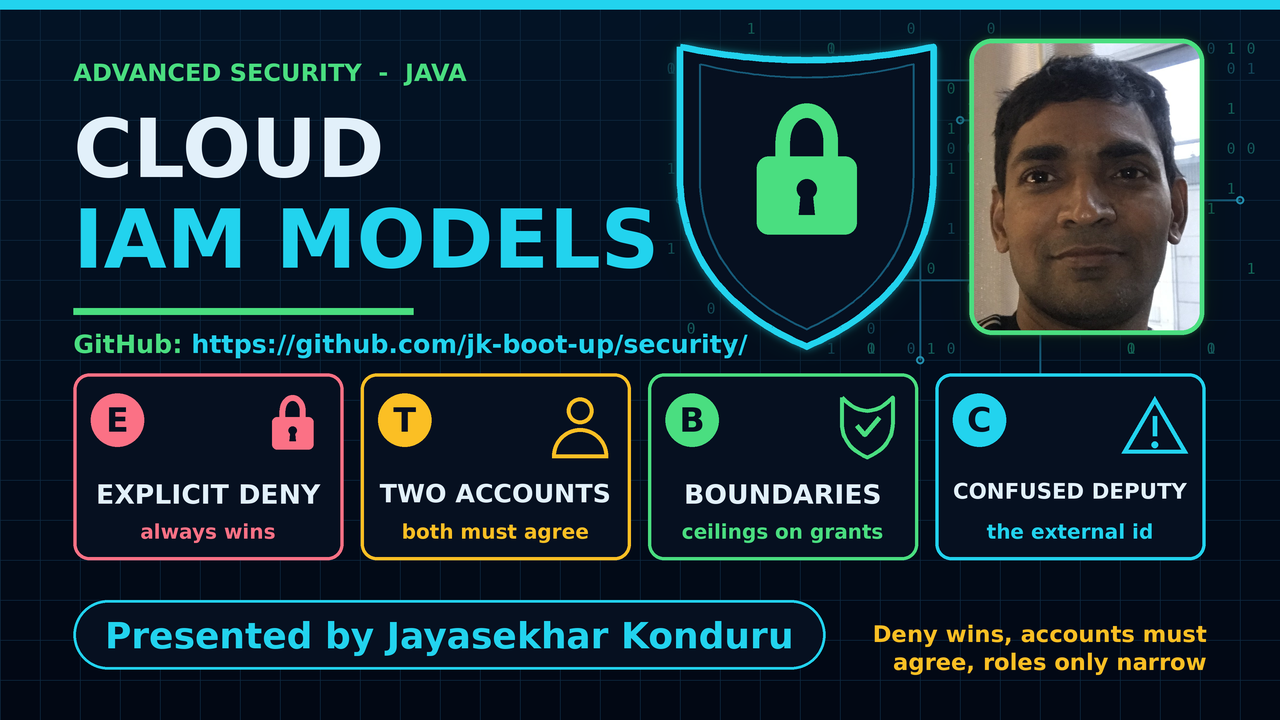 ADVANCED SECURITY - JAVA
CLOUD
IAM MODELS
GitHub: https://github.com/jk-boot-up/security/
E
EXPLICIT DENY
always wins
T
TWO ACCOUNTS
both must agree
B
BOUNDARIES
ceilings on grants
C
CONFUSED DEPUTY
the external id
Presented by Jayasekhar Konduru
Deny wins, accounts must
agree, roles only narrow